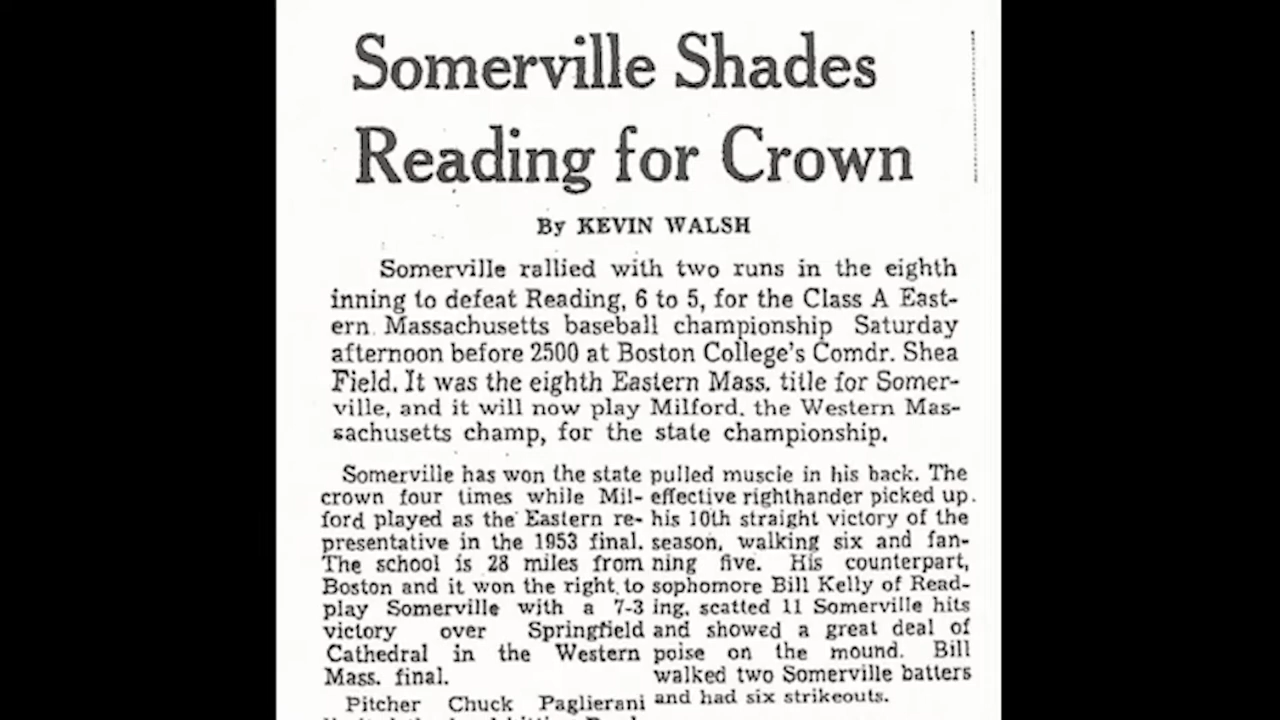 Somerville Shades
Reading for Crown
By KEVIN WALSH
Somerville rallied with two runs in the eighth
inning to defeat Reading, 6 to 5, for the Class A East-
ern Massachusetts baseball championship Saturday
afternoon before 2500 at Boston College's Comdr. Shea
Field. It was the eighth Eastern Mass. title for Somer-
ville, and it will now play Milford, the Western Mas-
sachusetts champ, for the state championship.
Somerville has won the state
crown four times while Mil-
ford played as the Eastern re-
presentative in the 1953 final.
The school is 28 miles from
Boston and it won the right to
play Somerville with a 7-3
victory over Springfield
Cathedral in the Western
Mass. final.
Pitcher Chuck Paglierani
pulled muscle in his back. The
effective righthander picked up
his 10th straight victory of the
season, walking six and fan-
ning five. His counterpart,
sophomore Bill Kelly of Read-
ing, scatted 11 Somerville hits
and showed a great deal of
poise on the mound. Bill
walked two Somerville batters
and had six strikeouts.